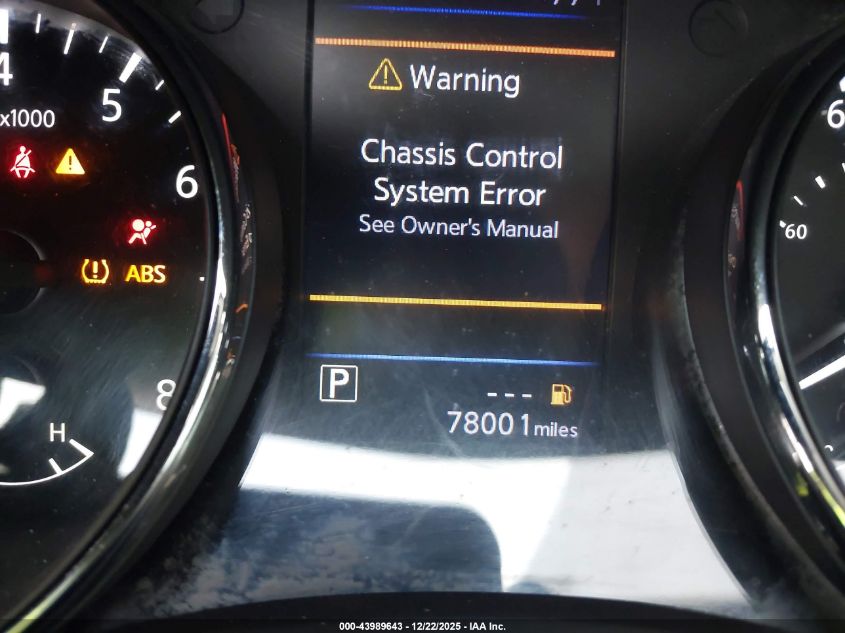 Warning
Chassis Control
System Error
See Owner's Manual
4
5
x1000
6
ABS
8
H
P
--- 
78001 miles
6
60
000-43989643 - 12/22/2025 - IAA Inc.